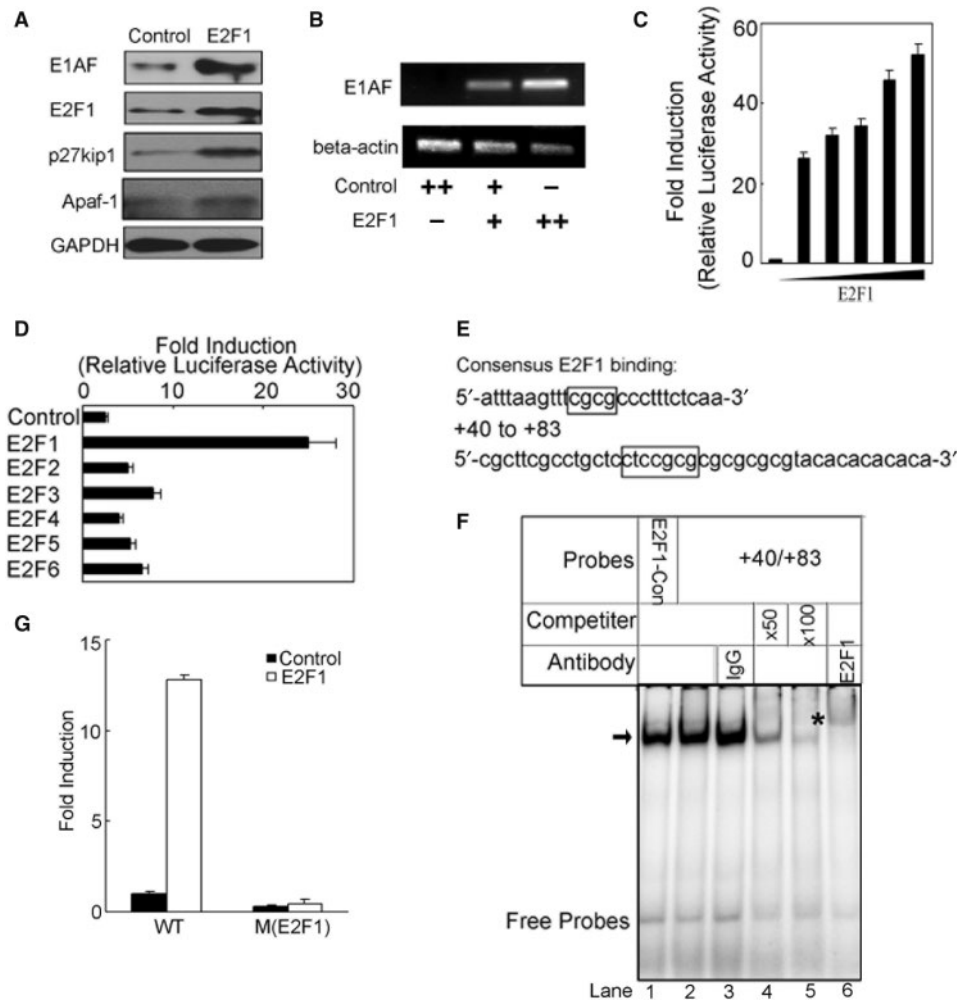 A
Control E2F1
E1AF
E2F1
p27kip1
Apaf-1
GAPDH
B
E1AF
beta-actin
Control ++ + −
E2F1 − + ++
C
Fold Induction
(Relative Luciferase Activity)
60
40
20
0
E2F1
D
Fold Induction
(Relative Luciferase Activity)
0 10 20 30
Control
E2F1
E2F2
E2F3
E2F4
E2F5
E2F6
E
Consensus E2F1 binding:
5′-atttaagtttcgcgccctttctcaa-3′
+40 to +83
5′-cgcttcgcctgctcctccgcgcgcgcgcgtacacacacaca-3′
F
Probes E2F1-Con +40/+83
Competiter x50 x100
Antibody IgG E2F1
*
Free Probes
Lane 1 2 3 4 5 6
G
Fold Induction
15
10
5
0
Control
E2F1
WT M(E2F1)